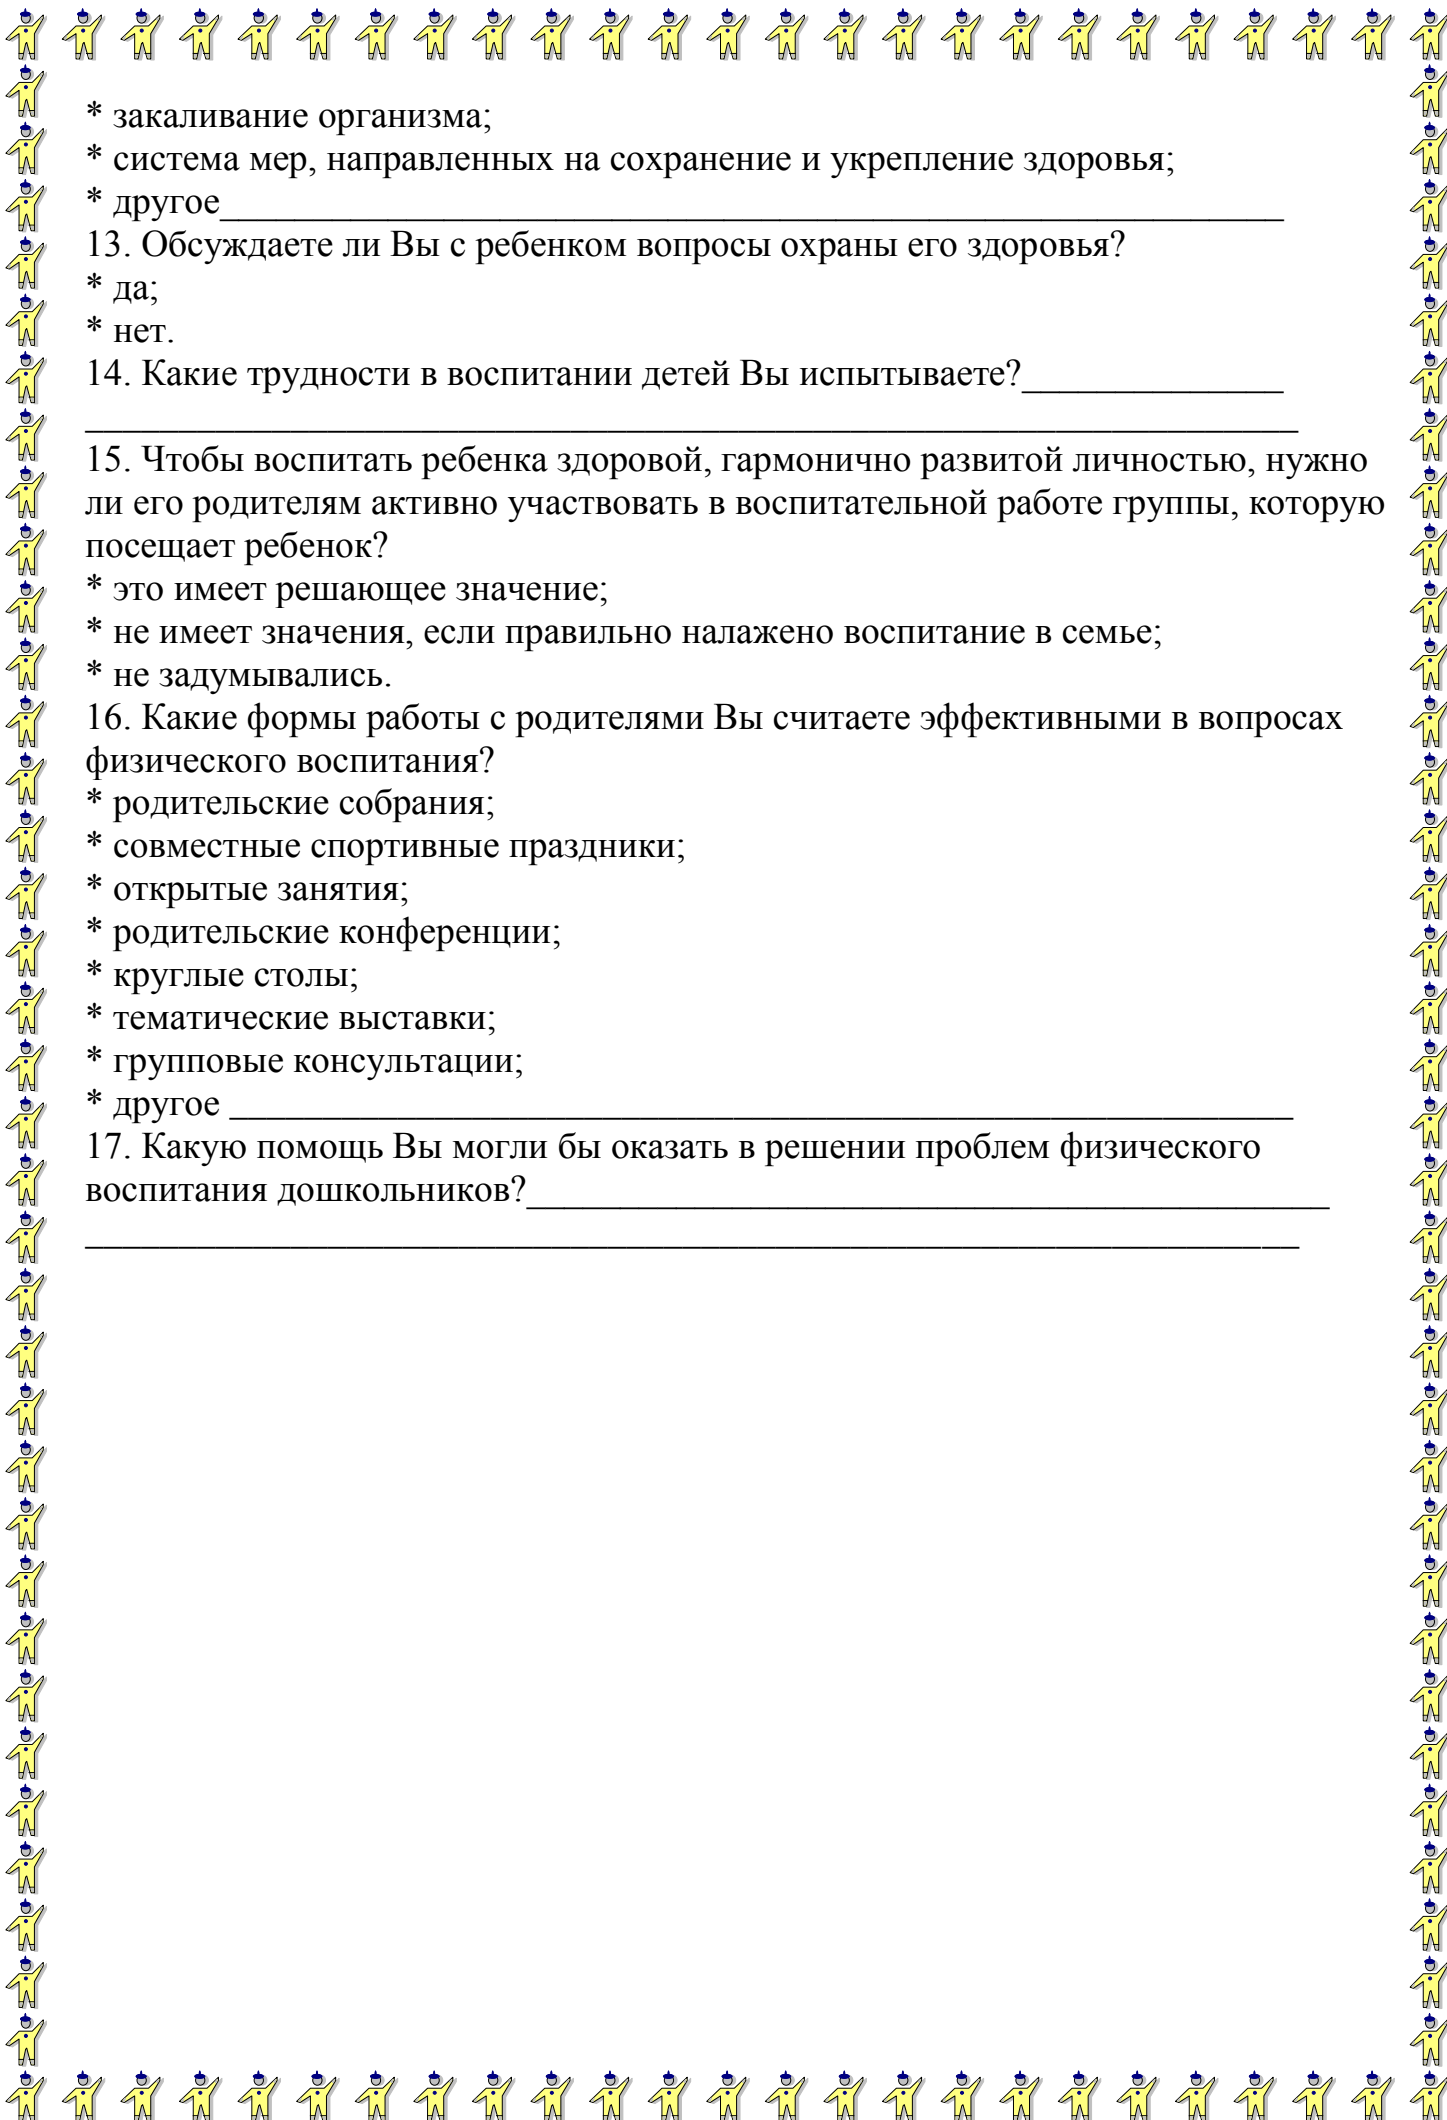 * закаливание организма;
* система мер, направленных на сохранение и укрепление здоровья;
* другое_________________________________________________________
13. Обсуждаете ли Вы с ребенком вопросы охраны его здоровья?
* да;
* нет.
14. Какие трудности в воспитании детей Вы испытываете?______________
_________________________________________________________________
15. Чтобы воспитать ребенка здоровой, гармонично развитой личностью, нужно
ли его родителям активно участвовать в воспитательной работе группы, которую
посещает ребенок?
* это имеет решающее значение;
* не имеет значения, если правильно налажено воспитание в семье;
* не задумывались.
16. Какие формы работы с родителями Вы считаете эффективными в вопросах
физического воспитания?
* родительские собрания;
* совместные спортивные праздники;
* открытые занятия;
* родительские конференции;
* круглые столы;
* тематические выставки;
* групповые консультации;
* другое _________________________________________________________
17. Какую помощь Вы могли бы оказать в решении проблем физического
воспитания дошкольников?___________________________________________
_________________________________________________________________